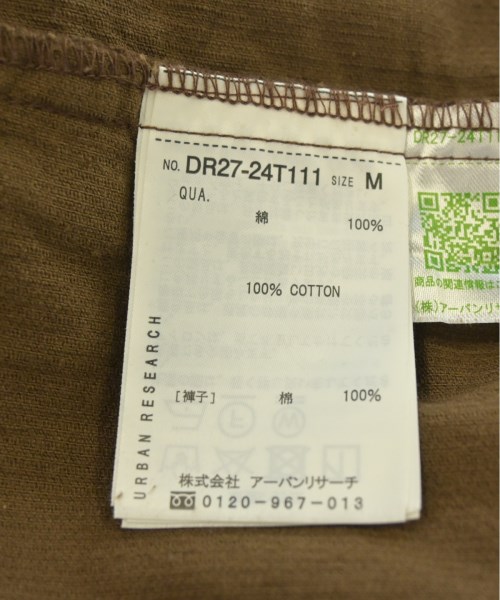 NO. DR27-24T111 SIZE M
QUA.
綿 100%
100% COTTON
[褲子] 棉 100%
URBAN RESEARCH
株式会社 アーバンリサーチ
0120-967-013
DR27-24T11
商品の関連情報は
(株)アーバンリサ